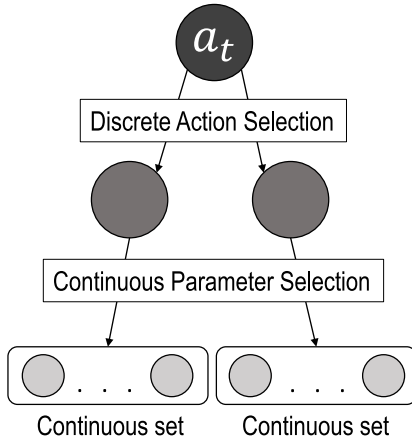 a_t
Discrete Action Selection
Continuous Parameter Selection
. . . . . .
Continuous set Continuous set